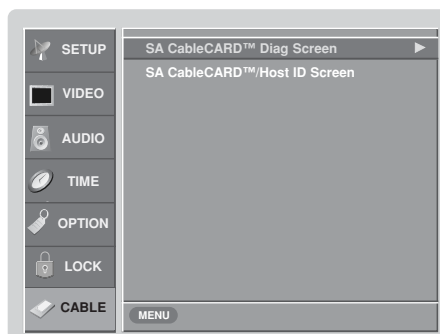 SETUP
VIDEO
AUDIO
TIME
OPTION
LOCK
CABLE
SA CableCARD™ Diag Screen
SA CableCARD™/Host ID Screen
MENU